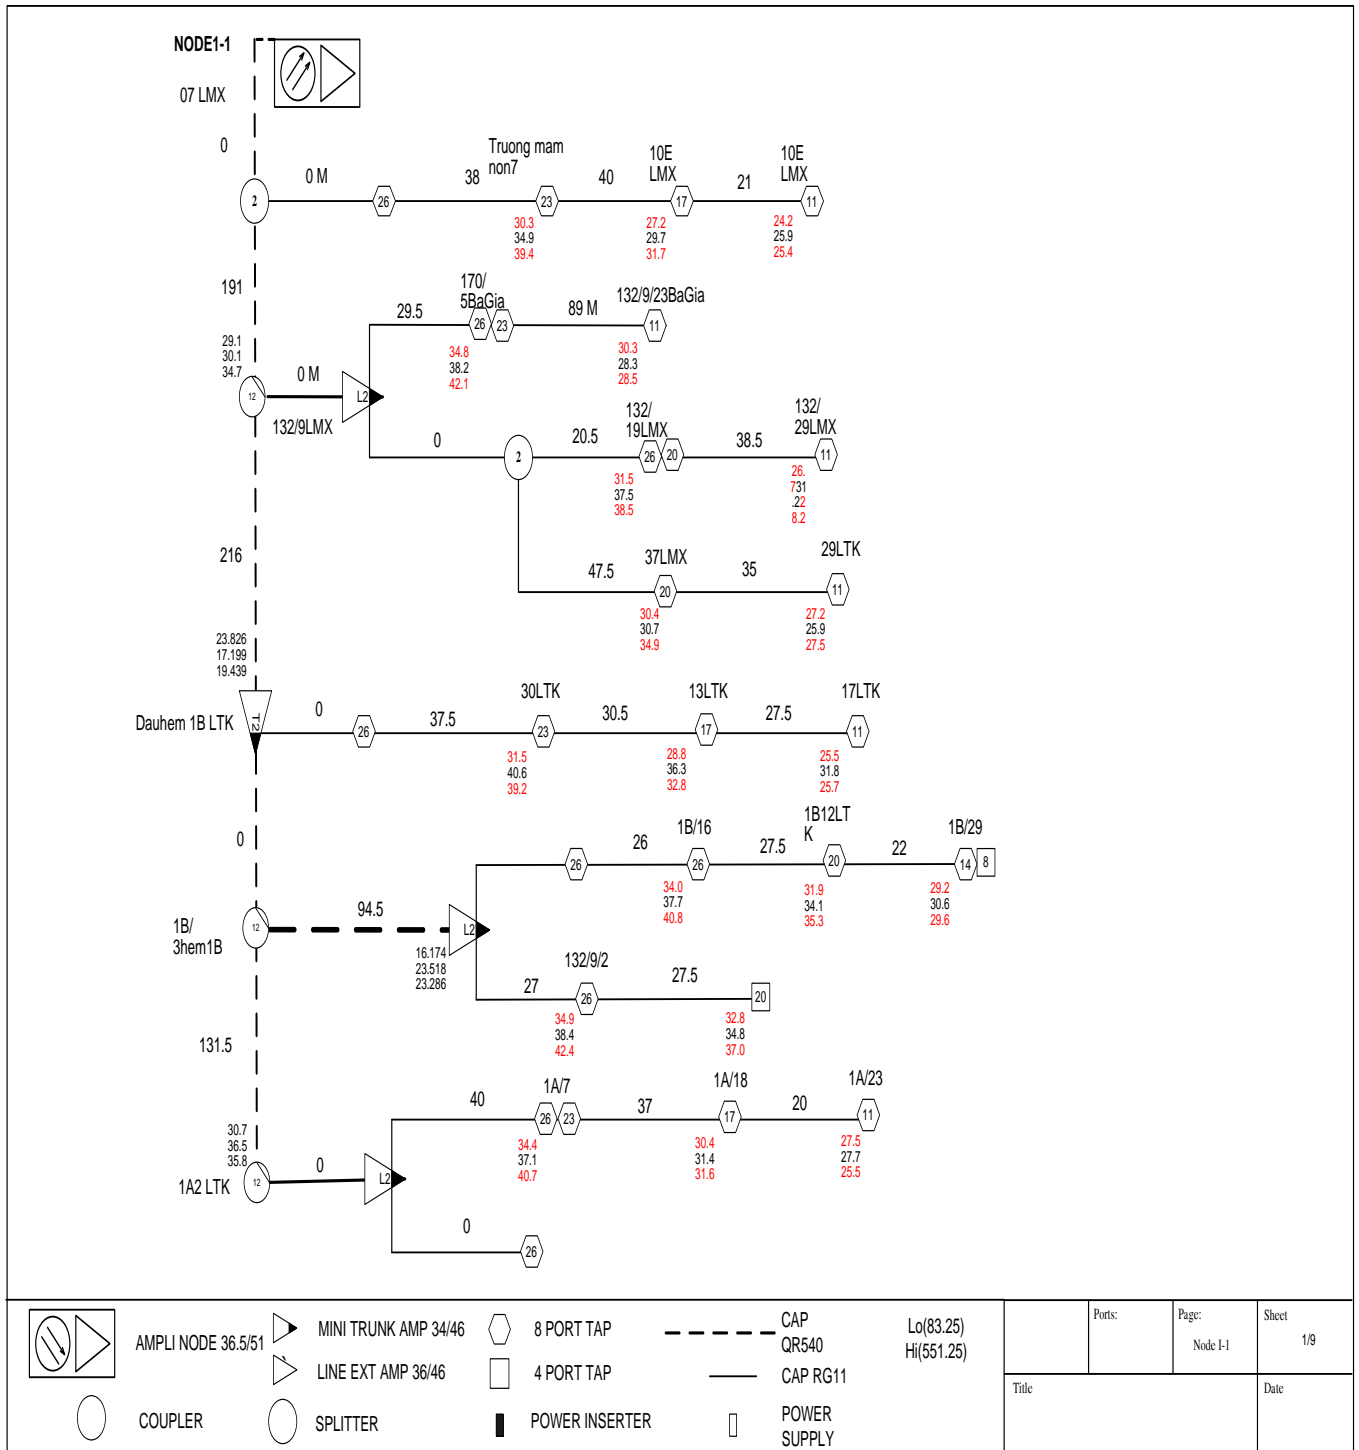 NODE1-1
07 LMX
0
0 M
38
Truong mam
non7
40
10E
LMX
21
10E
LMX
2
26
23
17
11
30.3
34.9
39.4
27.2
29.7
31.7
24.2
25.9
25.4
191
29.5
170/
5BaGia
26
23
89 M
132/9/23BaGia
11
34.8
38.2
42.1
30.3
28.3
28.5
29.1
30.1
34.7
12
0 M
L2
132/9LMX
0
2
20.5
132/
19LMX
26
20
38.5
132/
29LMX
11
31.5
37.5
38.5
26.
731
.22
8.2
216
47.5
37LMX
20
35
29LTK
11
30.4
30.7
34.9
27.2
25.9
27.5
23.826
17.199
19.439
Dauhem 1B LTK
T2
0
26
37.5
30LTK
23
30.5
13LTK
17
27.5
17LTK
11
31.5
40.6
39.2
28.8
36.3
32.8
25.5
31.8
25.7
0
26
26
1B/16
26
27.5
1B12LT
K
20
22
1B/29
14
8
34.0
37.7
40.8
31.9
34.1
35.3
29.2
30.6
29.6
1B/
3hem1B
12
94.5
L2
16.174
23.518
23.286
27
132/9/2
26
27.5
20
34.9
38.4
42.4
32.8
34.8
37.0
131.5
40
1A/7
26
23
37
1A/18
17
20
1A/23
11
34.4
37.1
40.7
30.4
31.4
31.6
27.5
27.7
25.5
30.7
36.5
35.8
1A2 LTK
12
0
L2
0
26
AMPLI NODE 36.5/51
MINI TRUNK AMP 34/46
8 PORT TAP
CAP
QR540
Lo(83.25)
Hi(551.25)
LINE EXT AMP 36/46
4 PORT TAP
CAP RG11
COUPLER
SPLITTER
POWER INSERTER
POWER
SUPPLY
Ports:
Page:
Node I-1
Sheet
1/9
Title
Date